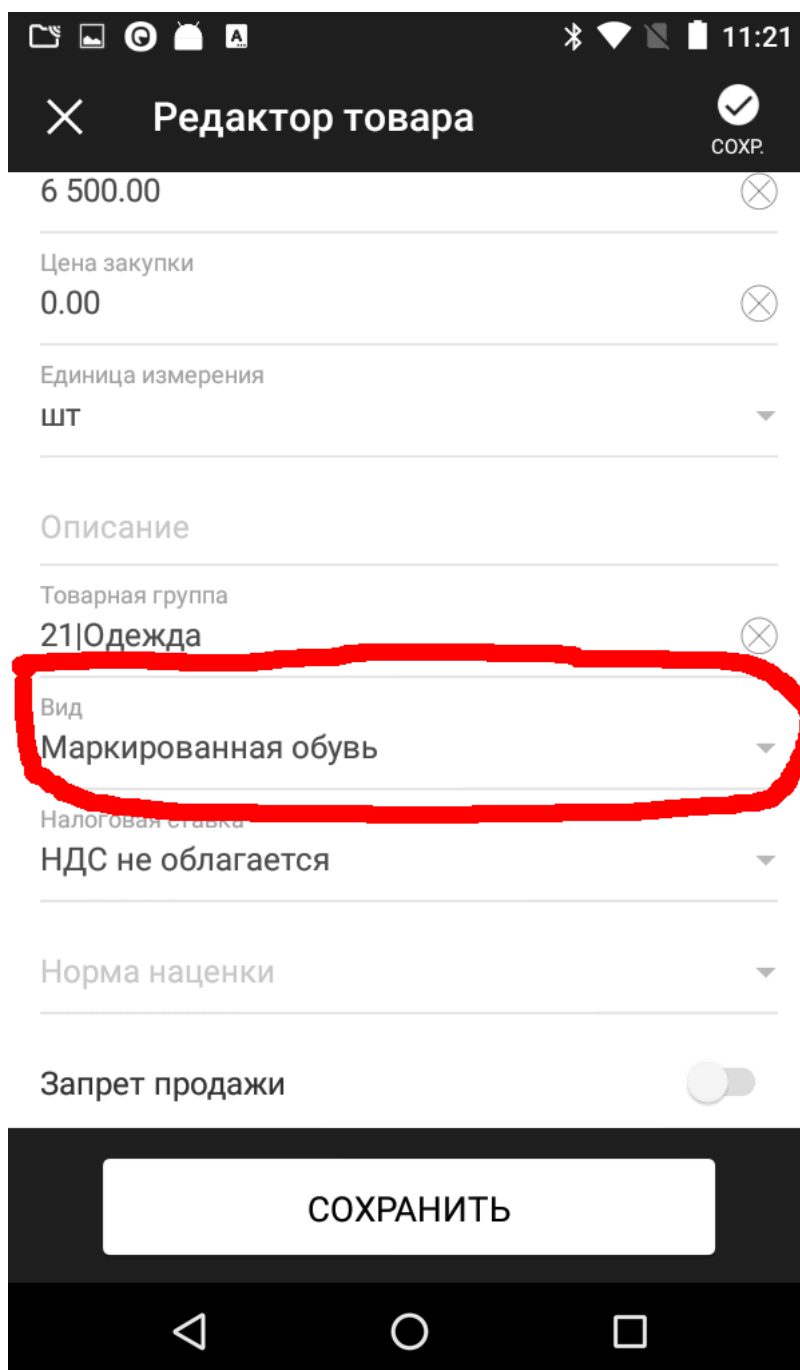 11:21
Редактор товара
СОХР.
6 500.00
Цена закупки
0.00
Единица измерения
шт
Описание
Товарная группа
21|Одежда
Вид
Маркированная обувь
Налоговая ставка
НДС не облагается
Норма наценки
Запрет продажи
СОХРАНИТЬ